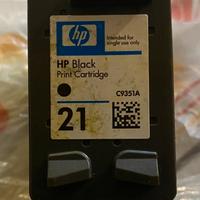 hp
Intended for
single use only
HP Black
Print Cartridge
C9351A
21